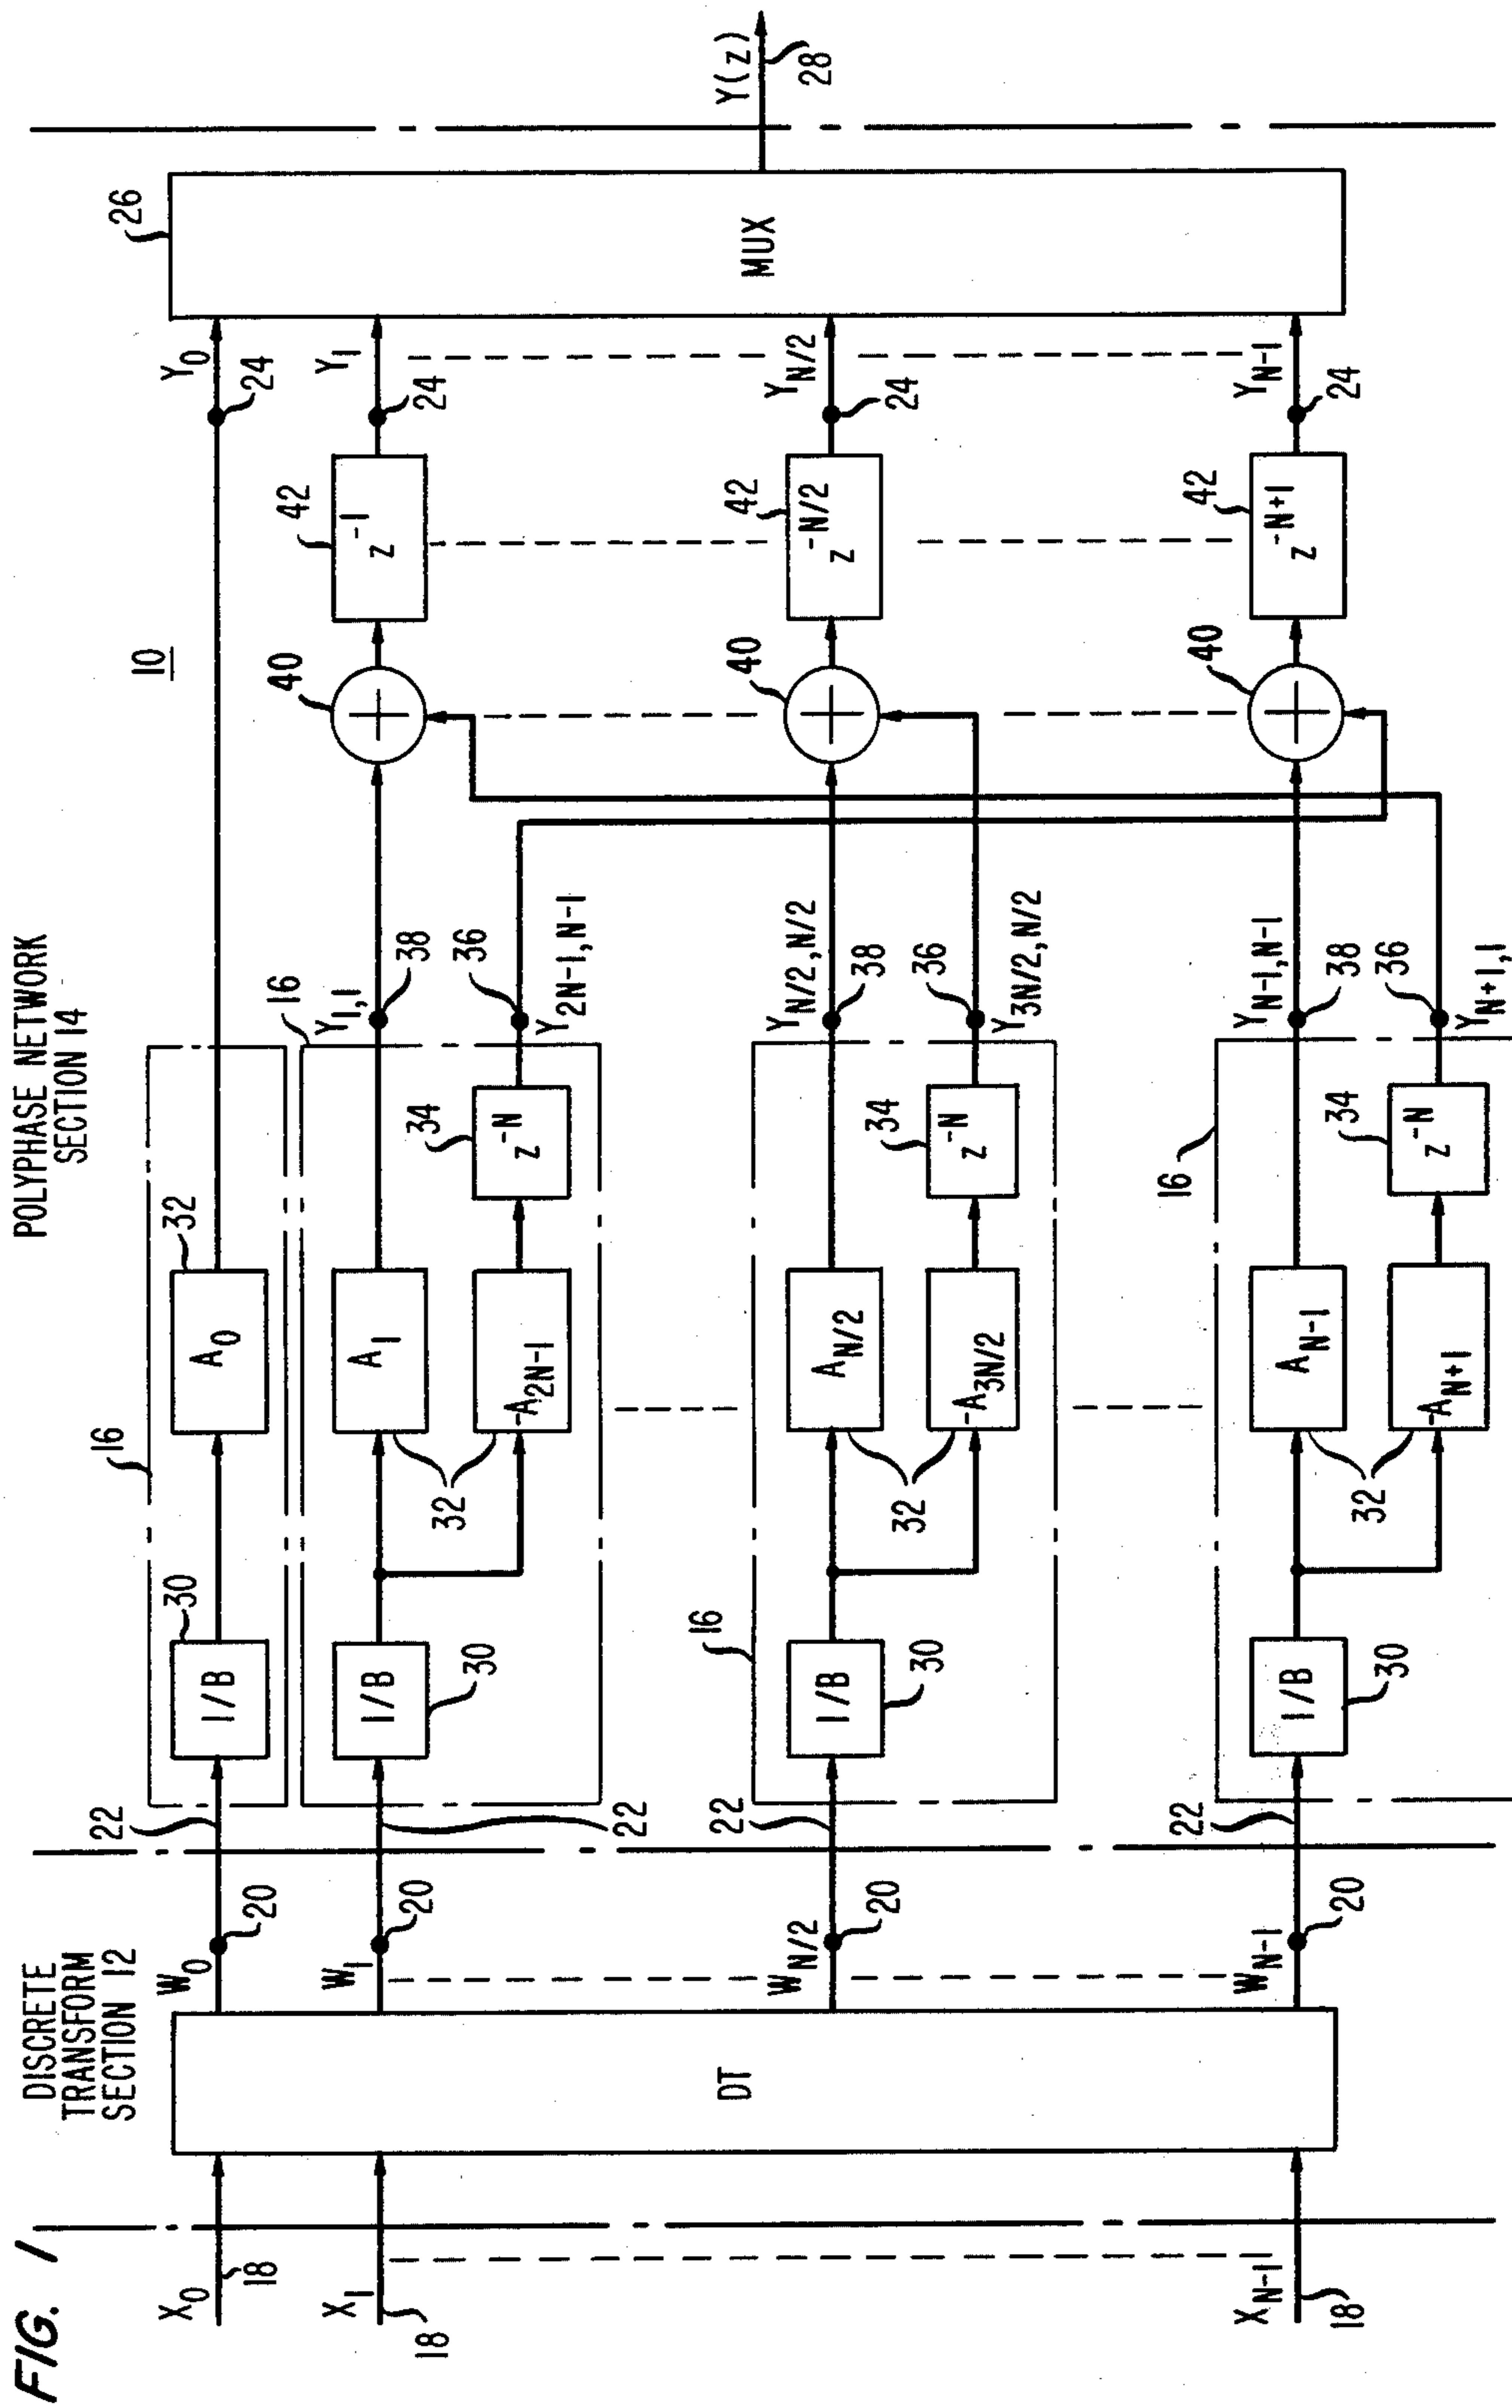 FIG. 1
DISCRETE
TRANSFORM
SECTION 12
POLYPHASE NETWORK
SECTION 14
10
X0
18
X1
18
XN-1
18
DT
W0
20
W1
20
WN/2
20
WN-1
20
22
22
22
22
16
30
1/B
32
A0
Y0
24
16
1/B
30
A1
32
-A2N-1
34
z-N
Y1,1
38
36
Y2N-1,N-1
40
42
z-1
Y1
24
16
1/B
30
AN/2
32
-A3N/2
34
z-N
YN/2,N/2
38
36
Y3N/2,N/2
40
42
z-N/2
YN/2
24
16
1/B
30
AN-1
32
-AN+1
34
z-N
YN-1,N-1
38
36
YN+1,1
40
42
z-N+1
YN-1
24
26
MUX
Y(z)
28